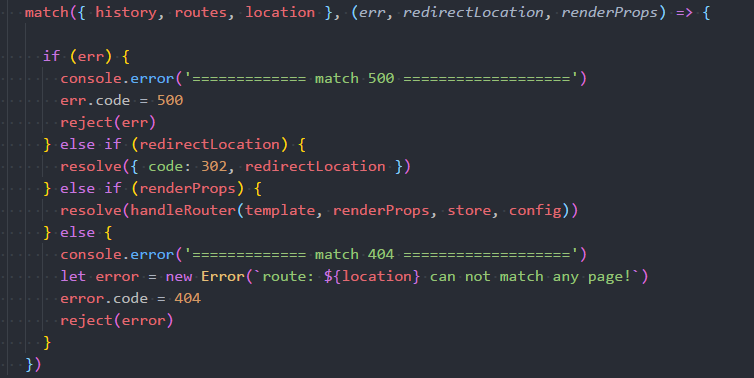 match({ history, routes, location }, (err, redirectLocation, renderProps) => {
if (err) {
console.error('============= match 500 ===================')
err.code = 500
reject(err)
} else if (redirectLocation) {
resolve({ code: 302, redirectLocation })
} else if (renderProps) {
resolve(handleRouter(template, renderProps, store, config))
} else {
console.error('============= match 404 ===================')
let error = new Error(`route: ${location} can not match any page!`)
error.code = 404
reject(error)
}
})